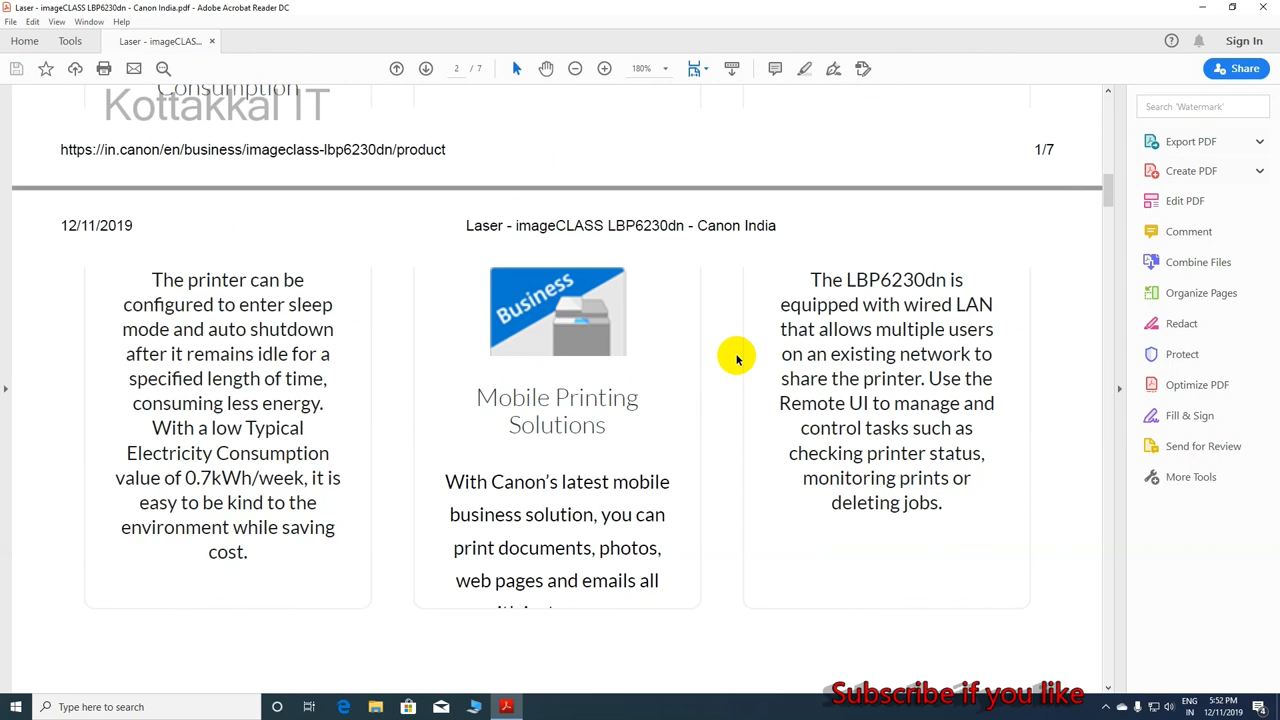 Laser - imageCLASS LBP6230dn - Canon India.pdf - Adobe Acrobat Reader DC
File Edit View Window Help
Home Tools Laser - imageCLAS... × ? Sign In
2 / 7 180% Share
Consumption
Kottakkal IT
https://in.canon/en/business/imageclass-lbp6230dn/product 1/7
12/11/2019 Laser - imageCLASS LBP6230dn - Canon India
The printer can be
configured to enter sleep
mode and auto shutdown
after it remains idle for a
specified length of time,
consuming less energy.
With a low Typical
Electricity Consumption
value of 0.7kWh/week, it is
easy to be kind to the
environment while saving
cost.
Business
Mobile Printing
Solutions
With Canon’s latest mobile
business solution, you can
print documents, photos,
web pages and emails all
The LBP6230dn is
equipped with wired LAN
that allows multiple users
on an existing network to
share the printer. Use the
Remote UI to manage and
control tasks such as
checking printer status,
monitoring prints or
deleting jobs.
Search 'Watermark'
Export PDF
Create PDF
Edit PDF
Comment
Combine Files
Organize Pages
Redact
Protect
Optimize PDF
Fill & Sign
Send for Review
More Tools
Subscribe if you like
Type here to search
ENG
IN
5:52 PM
12/11/2019
4